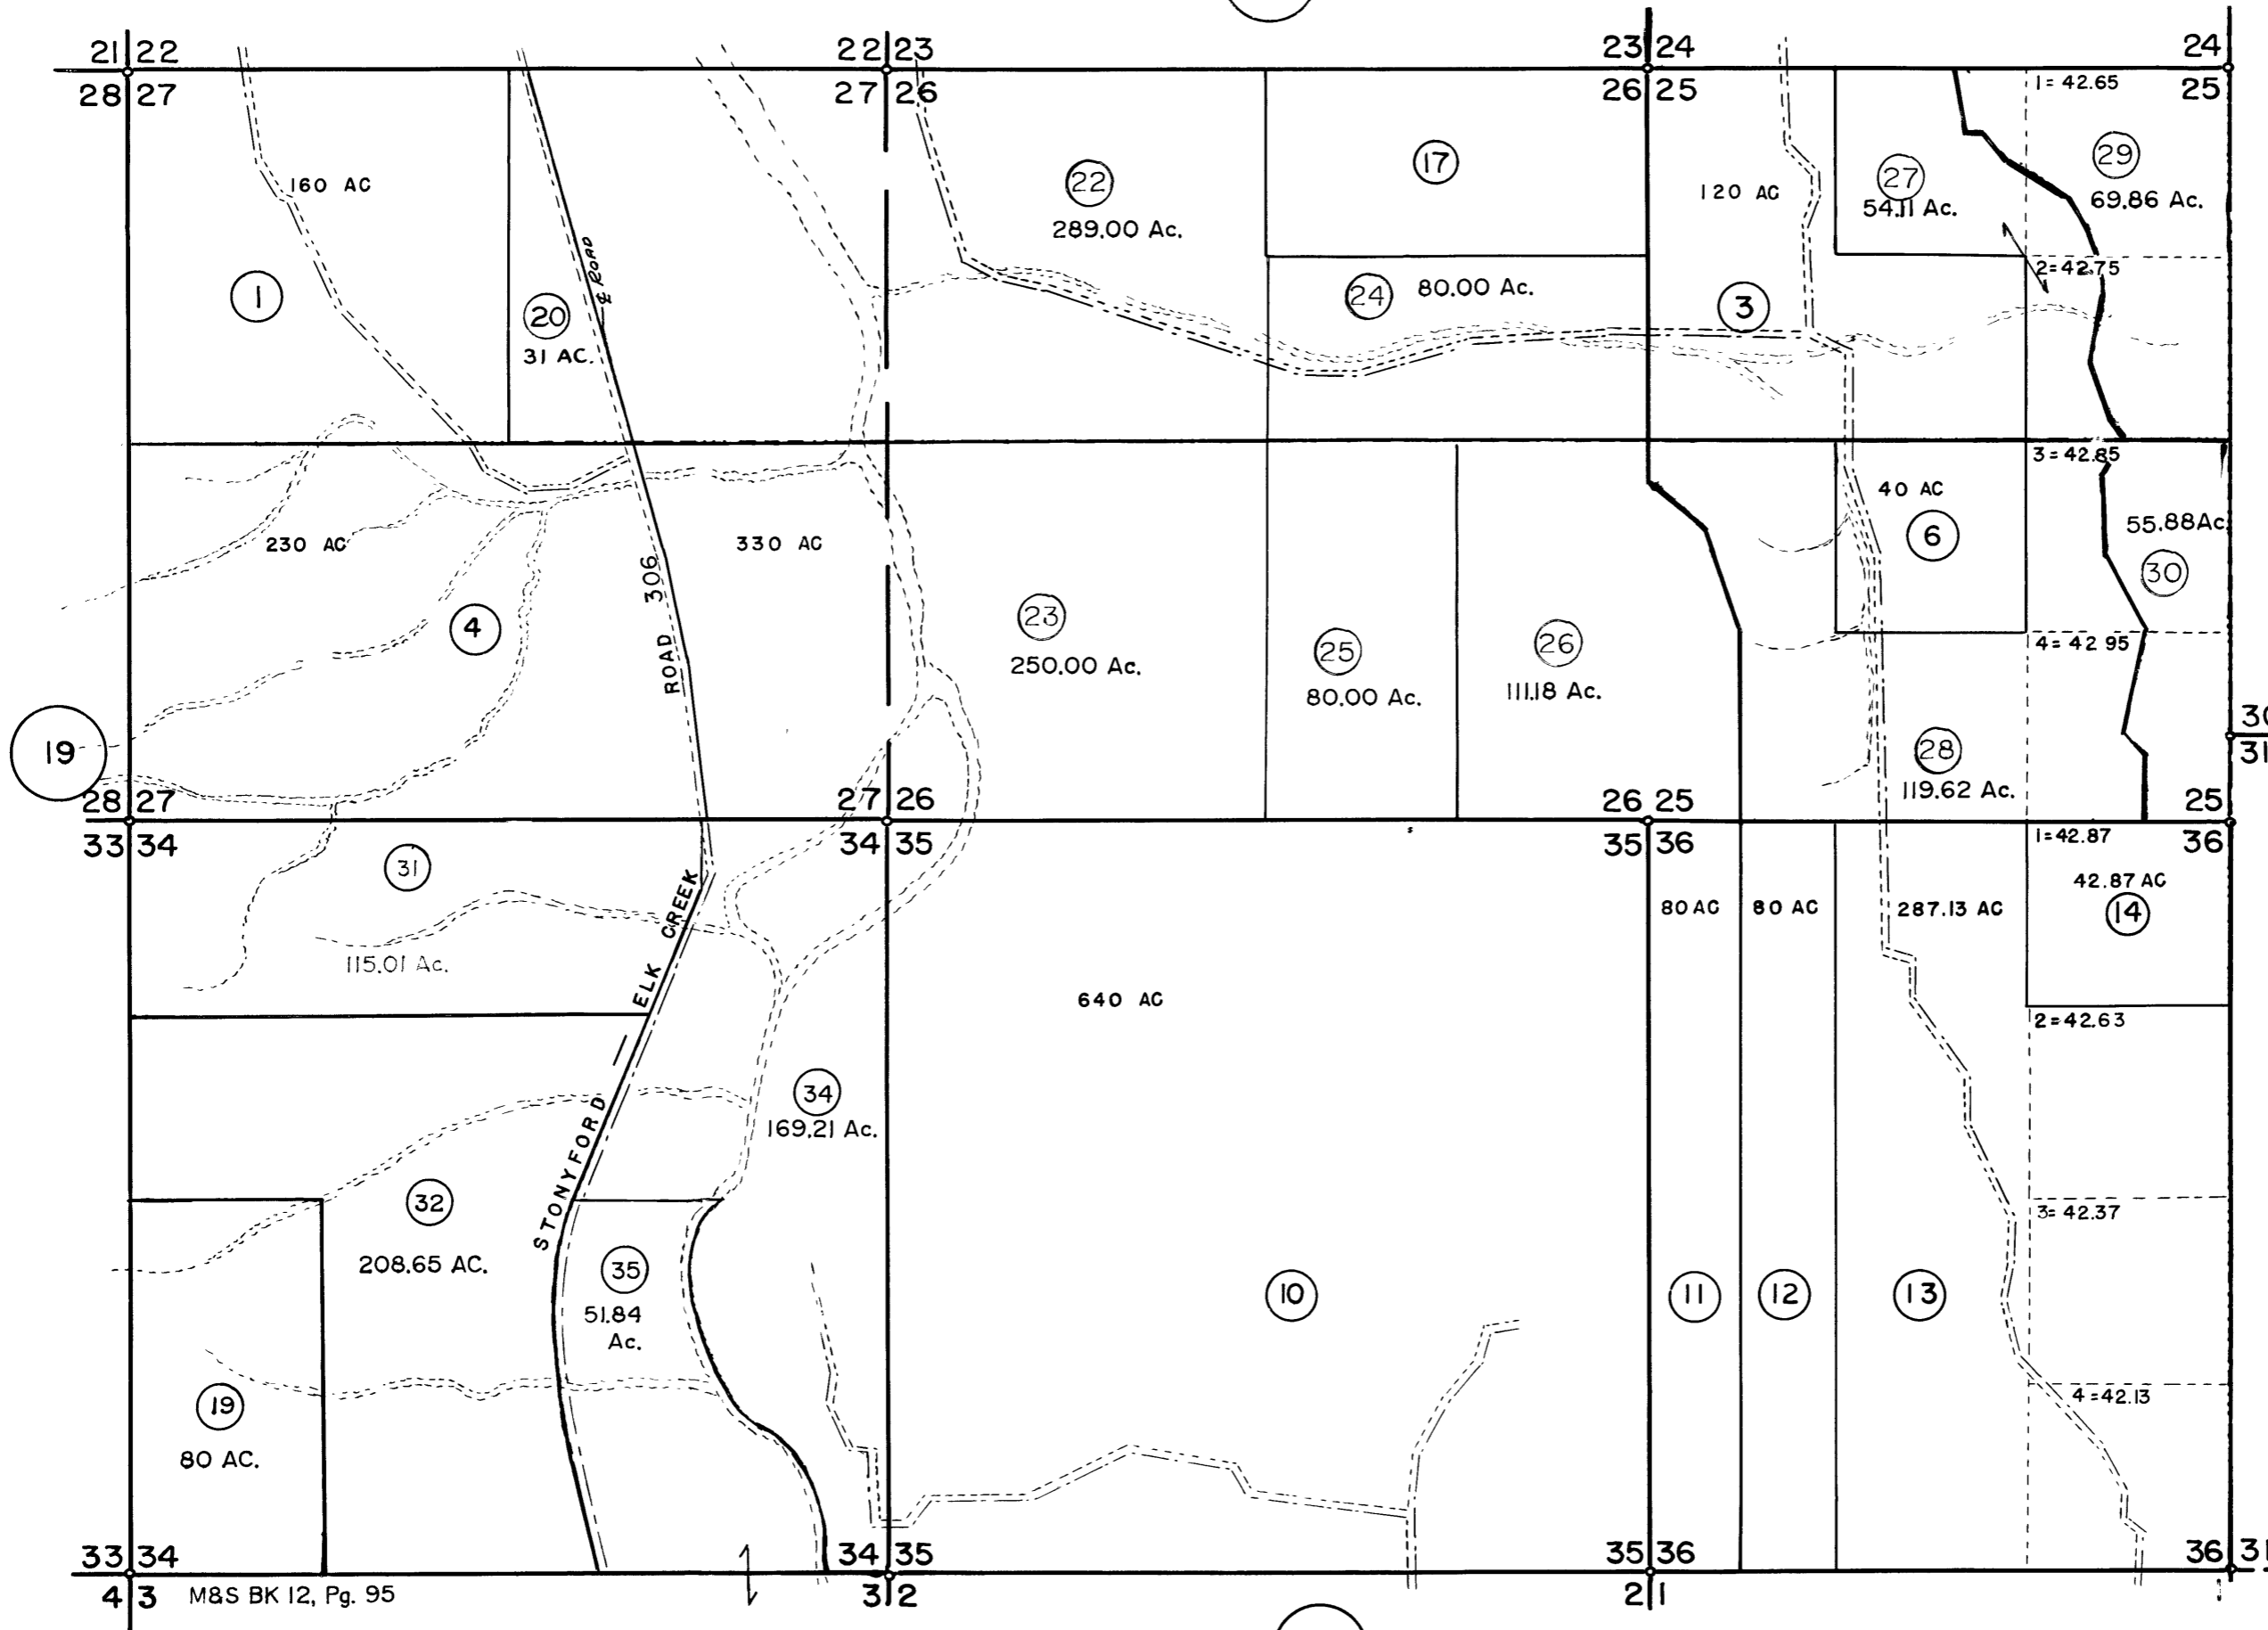 21 22
22 23
23 24
24
28 27
27 26
26 25
25
1 = 42.65
160 AC
22
289.00 Ac.
17
120 AC
27
54.11 Ac.
29
69.86 Ac.
1
20
31 AC.
℄ ROAD
24
80.00 Ac.
3
2=42.75
3=42.85
230 AC
330 AC
40 AC
6
55.88Ac.
30
4
ROAD 306
23
250.00 Ac.
25
80.00 Ac.
26
111.18 Ac.
4= 42 95
19
28
119.62 Ac.
30
31
28 27
27 26
26 25
25
33 34
34 35
35 36
36
1=42.87
31
115.01 Ac.
STONYFORD — ELK CREEK
80 AC
80 AC
287.13 AC
42.87 AC
14
640 AC
2=42.63
34
169.21 Ac.
32
208.65 AC.
35
51.84
Ac.
3= 42.37
10
11
12
13
19
80 AC.
4=42.13
33 34
34 35
35 36
36 31
4 3
M&S BK 12, Pg. 95
3 2
2 1